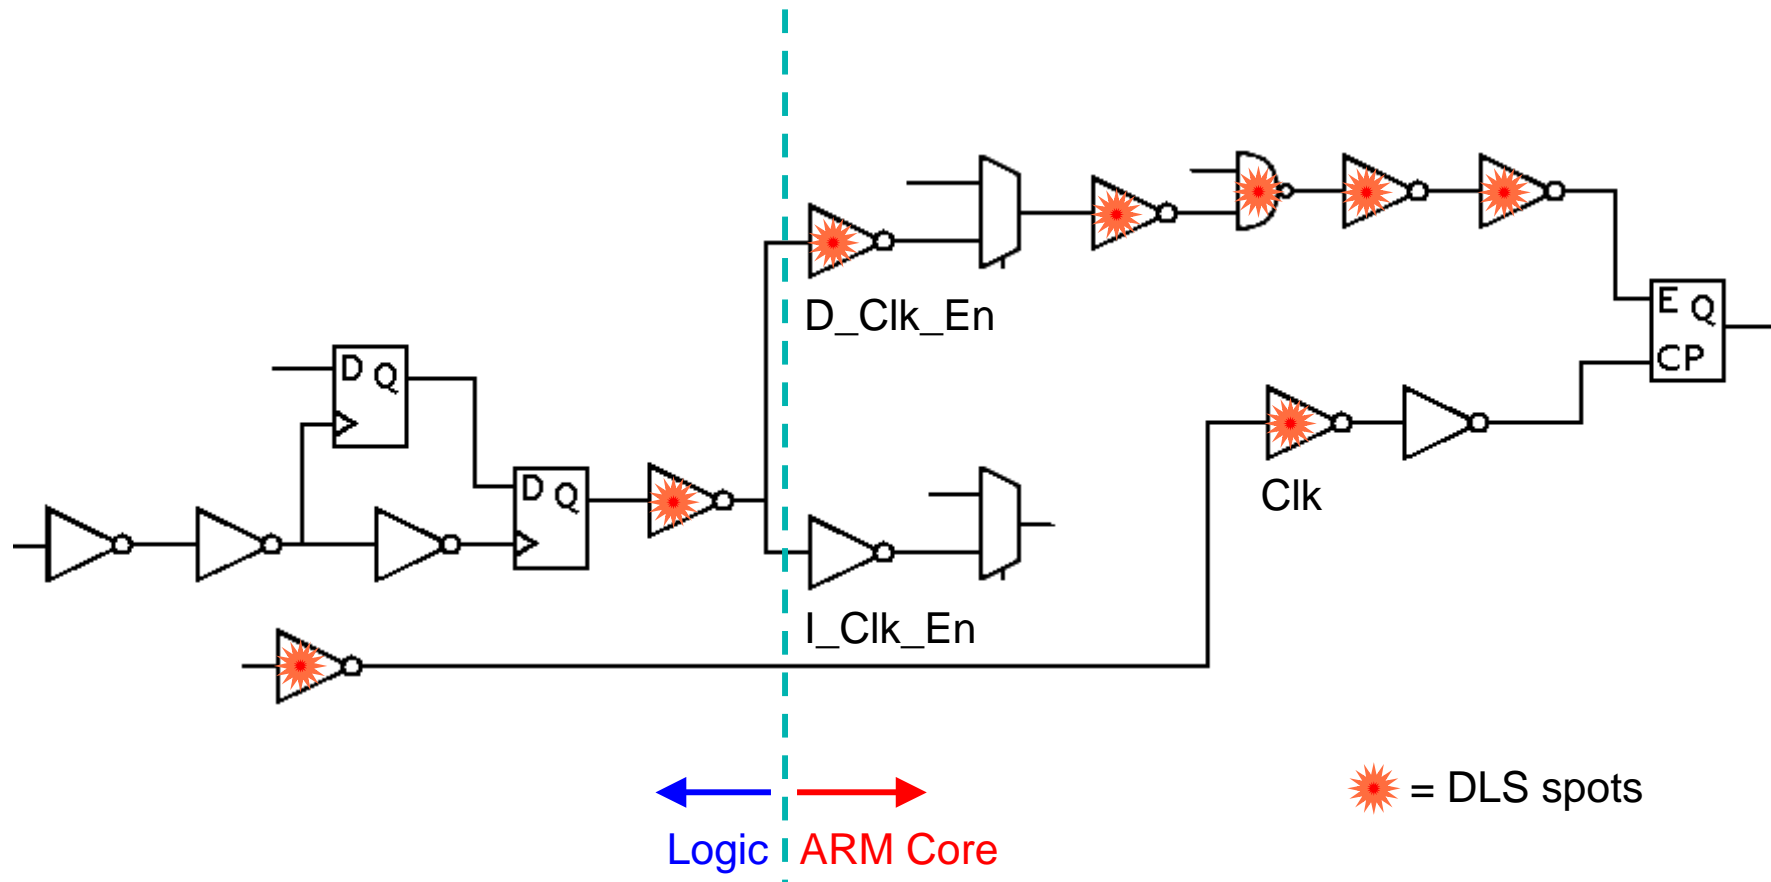 D_Clk_En
E Q
CP
D Q
D Q
Clk
I_Clk_En
= DLS spots
Logic
ARM Core